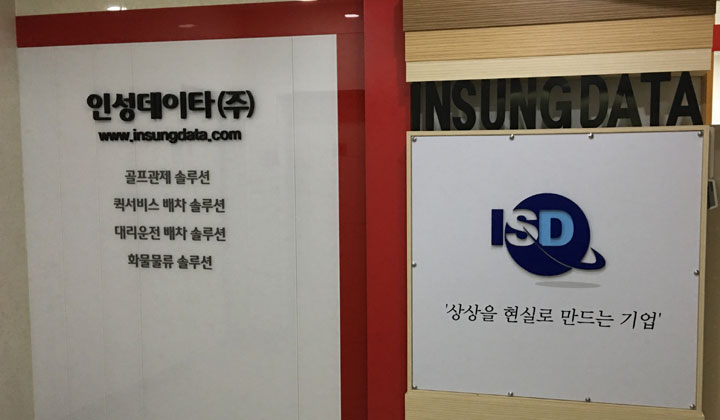 인성데이타(주)
www.insungdata.com
골프관제 솔루션
퀵서비스 배차 솔루션
대리운전 배차 솔루션
화물물류 솔루션
INSUNG DATA
ISD
'상상을 현실로 만드는 기업'